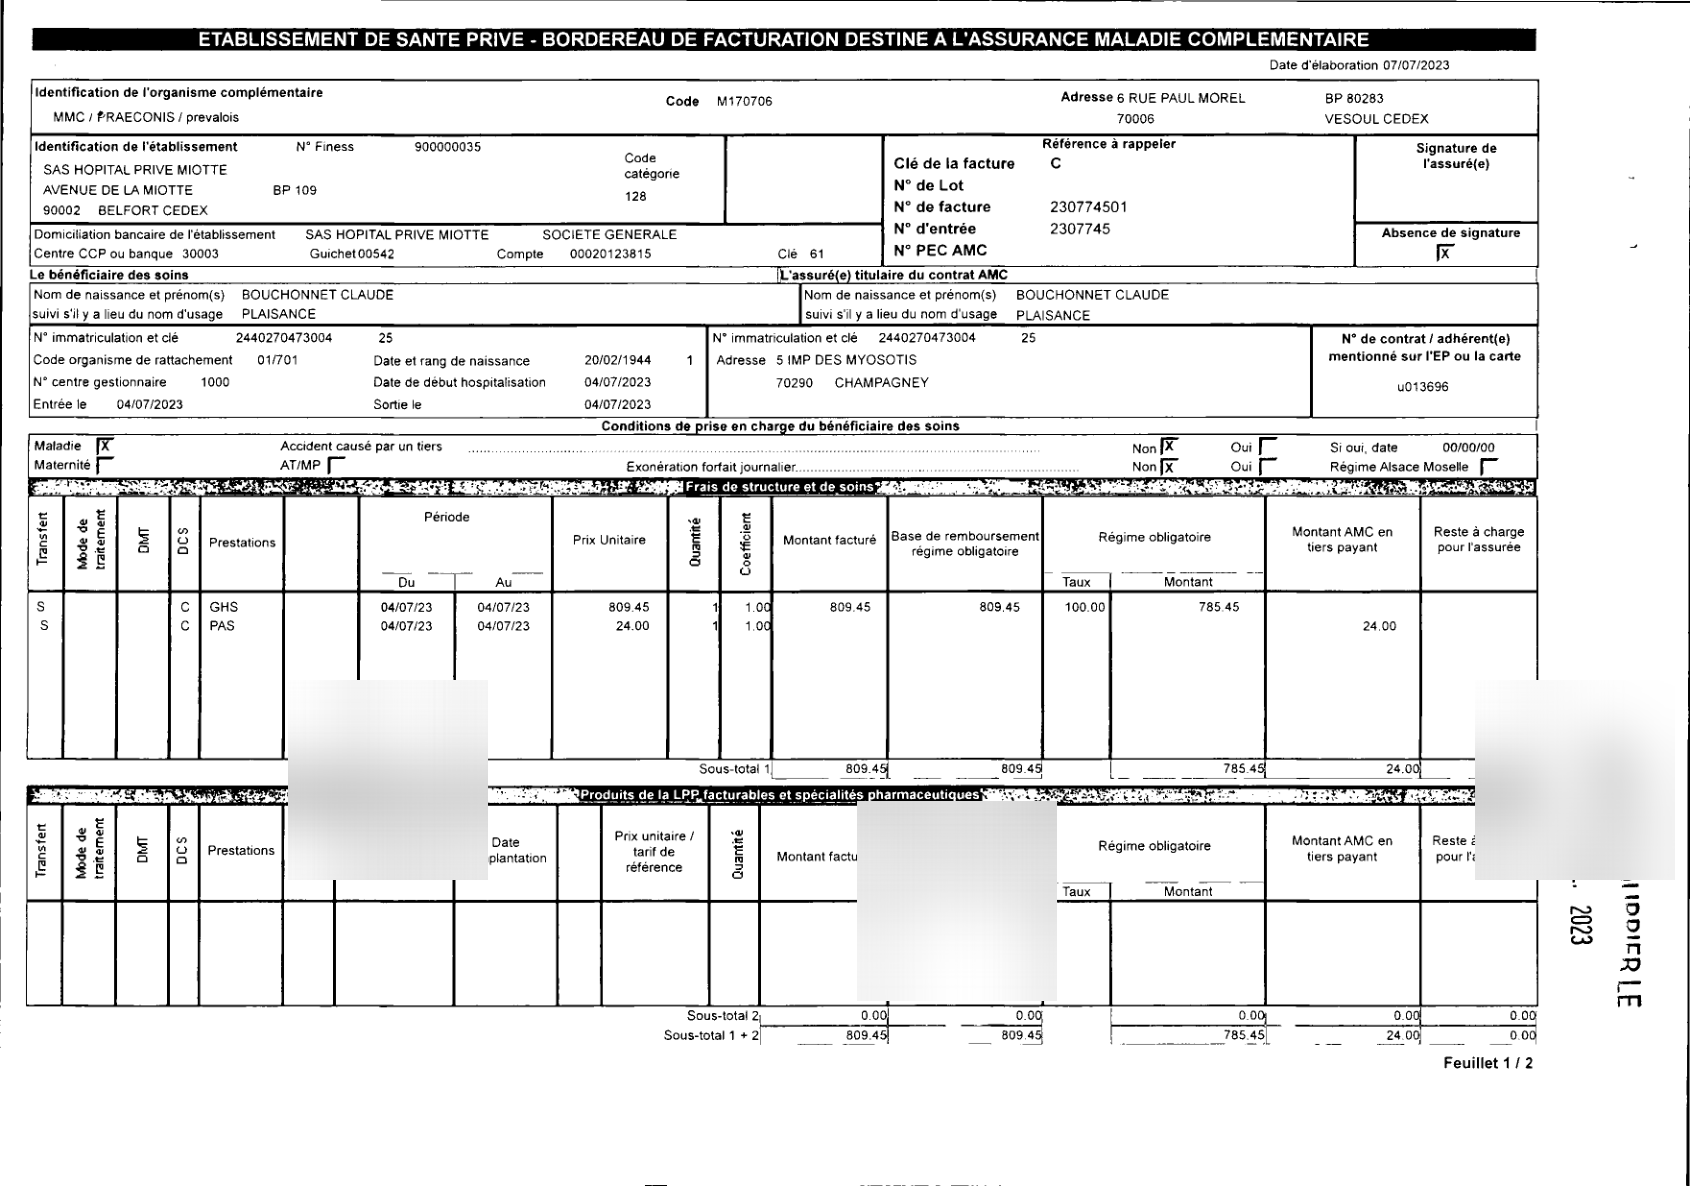 ETABLISSEMENT DE SANTE PRIVE - BORDEREAU DE FACTURATION DESTINE A L'ASSURANCE MALADIE COMPLEMENTAIRE
Date d'élaboration 07/07/2023
Identification de l'organisme complémentaire
Code M170706
Adresse 6 RUE PAUL MOREL BP 80283
MMC / PRAECONIS / prevalois
70006 VESOUL CEDEX
Identification de l'établissement N° Finess 900000035
SAS HOPITAL PRIVE MIOTTE
AVENUE DE LA MIOTTE BP 109
90002 BELFORT CEDEX
Code
catégorie
128
Référence à rappeler
Clé de la facture C
N° de Lot
N° de facture 230774501
N° d'entrée 2307745
N° PEC AMC
Signature de
l'assuré(e)
Absence de signature
X
Domiciliation bancaire de l'établissement SAS HOPITAL PRIVE MIOTTE SOCIETE GENERALE
Centre CCP ou banque 30003 Guichet 00542 Compte 00020123815 Clé 61
Le bénéficiaire des soins
L'assuré(e) titulaire du contrat AMC
Nom de naissance et prénom(s) BOUCHONNET CLAUDE
suivi s'il y a lieu du nom d'usage PLAISANCE
Nom de naissance et prénom(s) BOUCHONNET CLAUDE
suivi s'il y a lieu du nom d'usage PLAISANCE
N° immatriculation et clé 2440270473004 25
Code organisme de rattachement 01/701 Date et rang de naissance 20/02/1944 1
N° centre gestionnaire 1000 Date de début hospitalisation 04/07/2023
Entrée le 04/07/2023 Sortie le 04/07/2023
N° immatriculation et clé 2440270473004 25
Adresse 5 IMP DES MYOSOTIS
70290 CHAMPAGNEY
N° de contrat / adhérent(e)
mentionné sur l'EP ou la carte
u013696
Conditions de prise en charge du bénéficiaire des soins
Maladie X Accident causé par un tiers Non X Oui Si oui, date 00/00/00
Maternité AT/MP Exonération forfait journalier Non X Oui Régime Alsace Moselle
Frais de structure et de soins
Transfert Mode de traitement DMT DCS Prestations Période Du Au Prix Unitaire Quantité Coefficient Montant facturé Base de remboursement régime obligatoire Régime obligatoire Taux Montant Montant AMC en tiers payant Reste à charge pour l'assurée
S C GHS 04/07/23 04/07/23 809.45 1 1.00 809.45 809.45 100.00 785.45
S C PAS 04/07/23 04/07/23 24.00 1 1.00 24.00
Sous-total 1 809.45 809.45 785.45 24.00
Produits de la LPP facturables et spécialités pharmaceutiques
Transfert Mode de traitement DMT DCS Prestations Date plantation Prix unitaire / tarif de référence Quantité Montant factu Régime obligatoire Taux Montant Montant AMC en tiers payant Reste
pour
Sous-total 2 0.00 0.00 0.00 0.00 0.00
Sous-total 1 + 2 809.45 809.45 785.45 24.00 0.00
Feuillet 1 / 2
2023